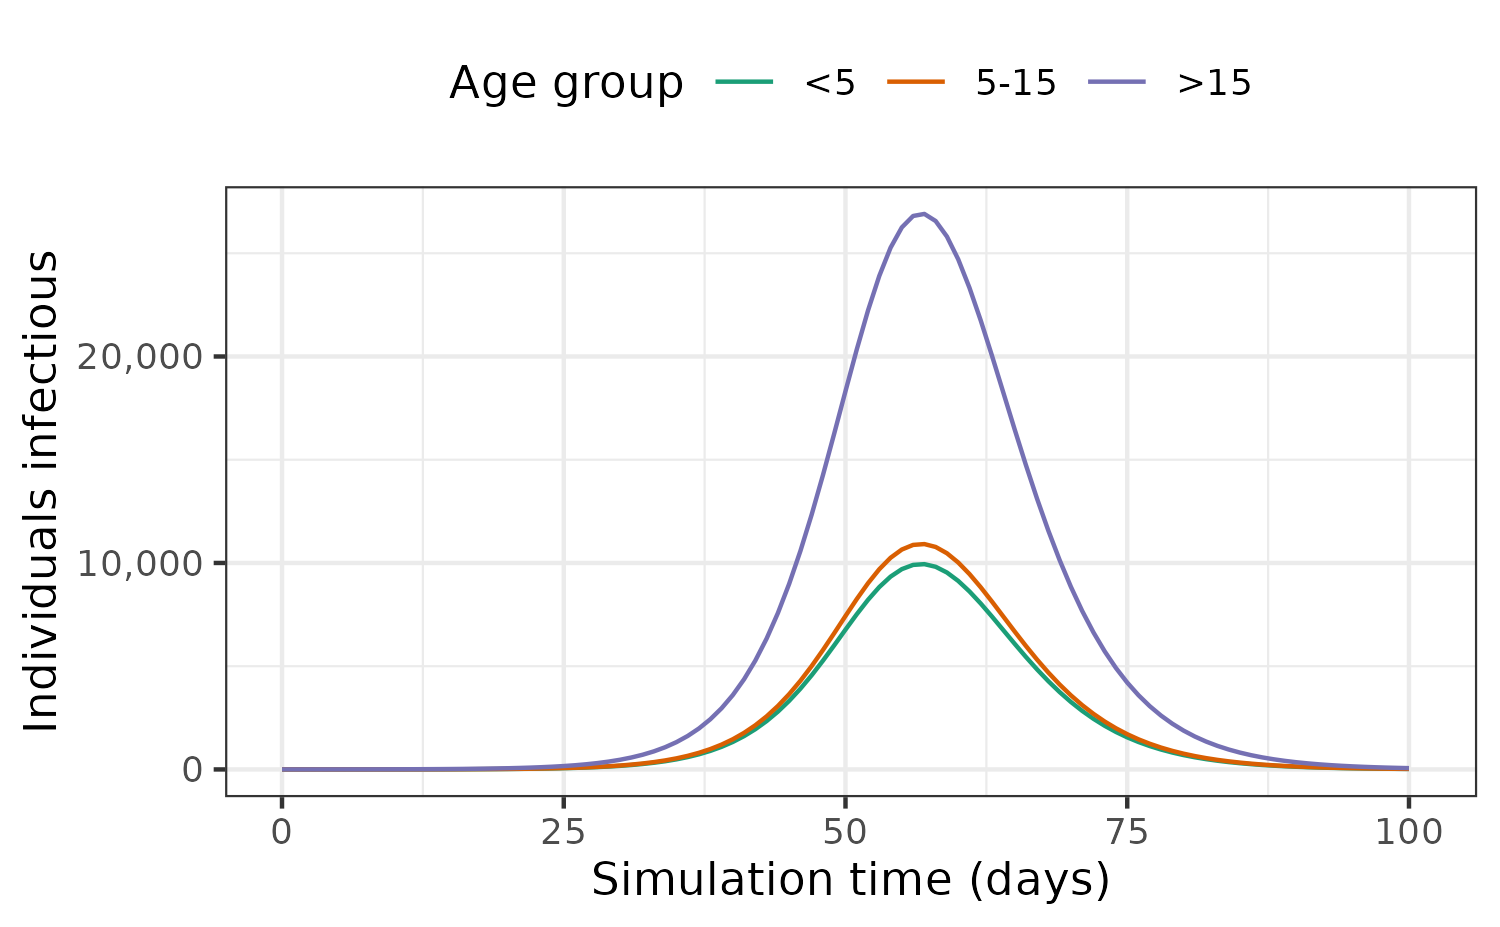 Age group <5 5-15 >15
Individuals infectious
20,000
10,000
0
0 25 50 75 100
Simulation time (days)